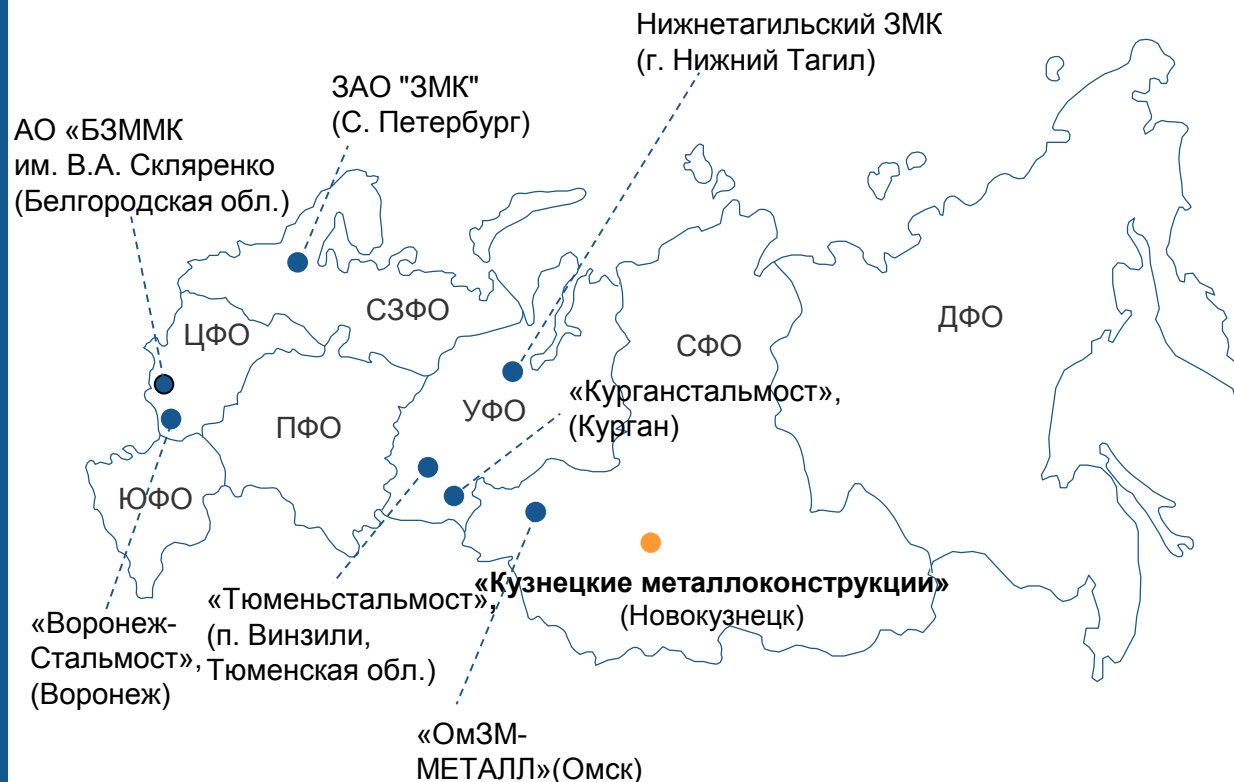 Нижнетагильский ЗМК
(г. Нижний Тагил)
ЗАО "ЗМК"
(С. Петербург)
АО «БЗММК
им. В.А. Скляренко
(Белгородская обл.)
СЗФО
ЦФО
СФО
ДФО
«Курганстальмост»,
(Курган)
УФО
ПФО
ЮФО
«Кузнецкие металлоконструкции»
(Новокузнецк)
«Тюменьстальмост»,
(п. Винзили,
Тюменская обл.)
«Воронеж-
Стальмост»,
(Воронеж)
«ОмЗМ-
МЕТАЛЛ»(Омск)